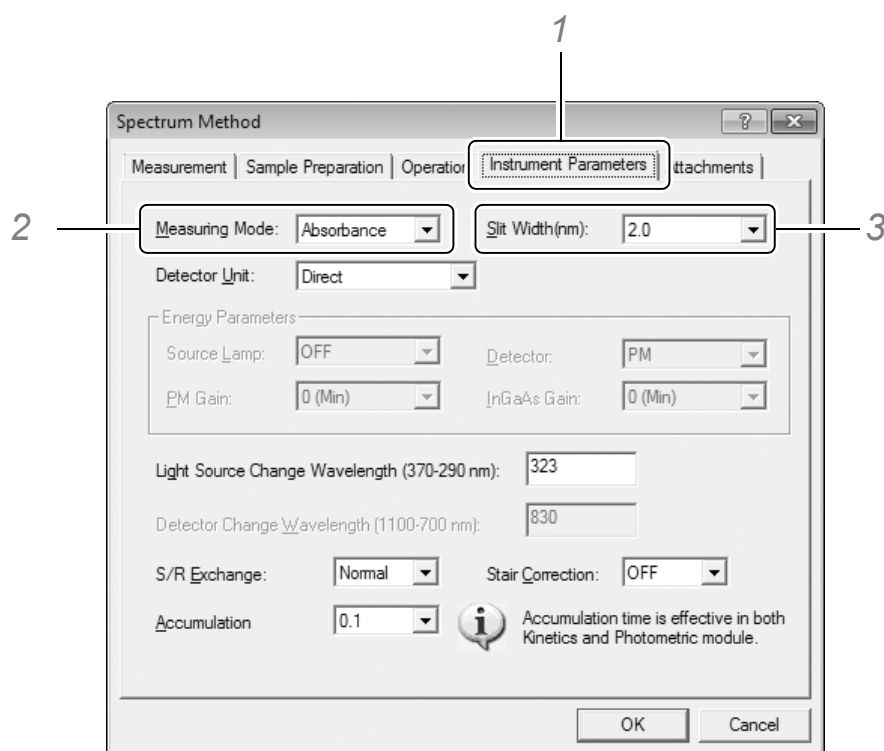 1
Spectrum Method
Measurement Sample Preparation Operation Instrument Parameters ttachments
2 Measuring Mode: Absorbance Slit Width(nm): 2.0 3
Detector Unit: Direct
Energy Parameters
Source Lamp: OFF Detector: PM
PM Gain: 0 (Min) InGaAs Gain: 0 (Min)
Light Source Change Wavelength (370-290 nm): 323
Detector Change Wavelength (1100-700 nm): 830
S/R Exchange: Normal Stair Correction: OFF
Accumulation 0.1 Accumulation time is effective in both
Kinetics and Photometric module.
OK Cancel